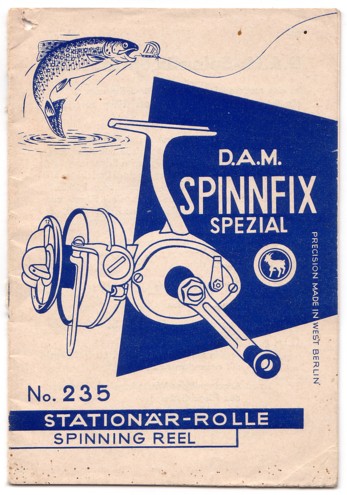 D.A.M.
SPINNFIX
SPEZIAL
PRECISION MADE IN WEST BERLIN
No. 235
STATIONÄR-ROLLE
SPINNING REEL